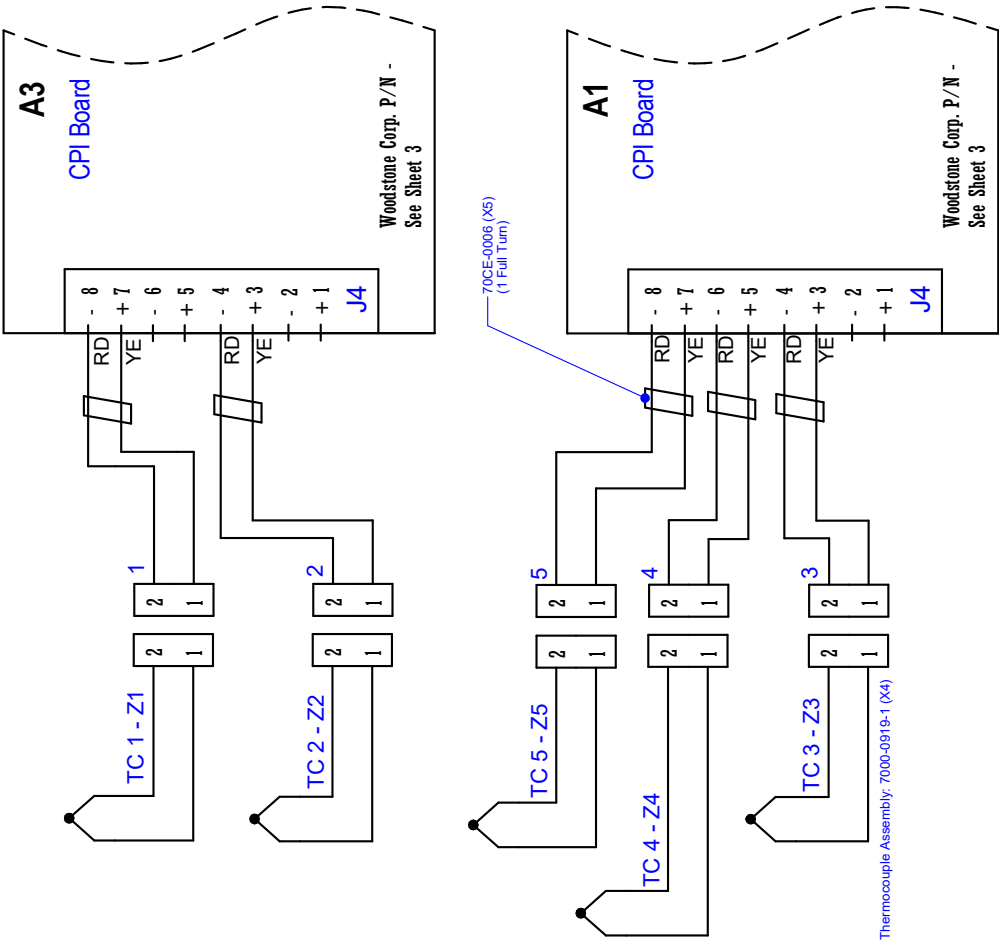 A3
CPI Board
Woodstone Corp. P/N -
See Sheet 3
- 8
+ 7
- 6
+ 5
- 4
+ 3
- 2
+ 1
J4
RD
YE
RD
YE
1
2
1
2
2
1
2
1
TC 1 - Z1
2
1
TC 2 - Z2
A1
CPI Board
Woodstone Corp. P/N -
See Sheet 3
70CE-0006 (X5)
(1 Full Turn)
- 8
+ 7
- 6
+ 5
- 4
+ 3
- 2
+ 1
J4
RD
YE
RD
YE
RD
YE
5
2
1
4
2
1
3
2
1
2
1
TC 5 - Z5
2
1
TC 4 - Z4
2
1
TC 3 - Z3
Thermocouple Assembly: 7000-0919-1 (X4)